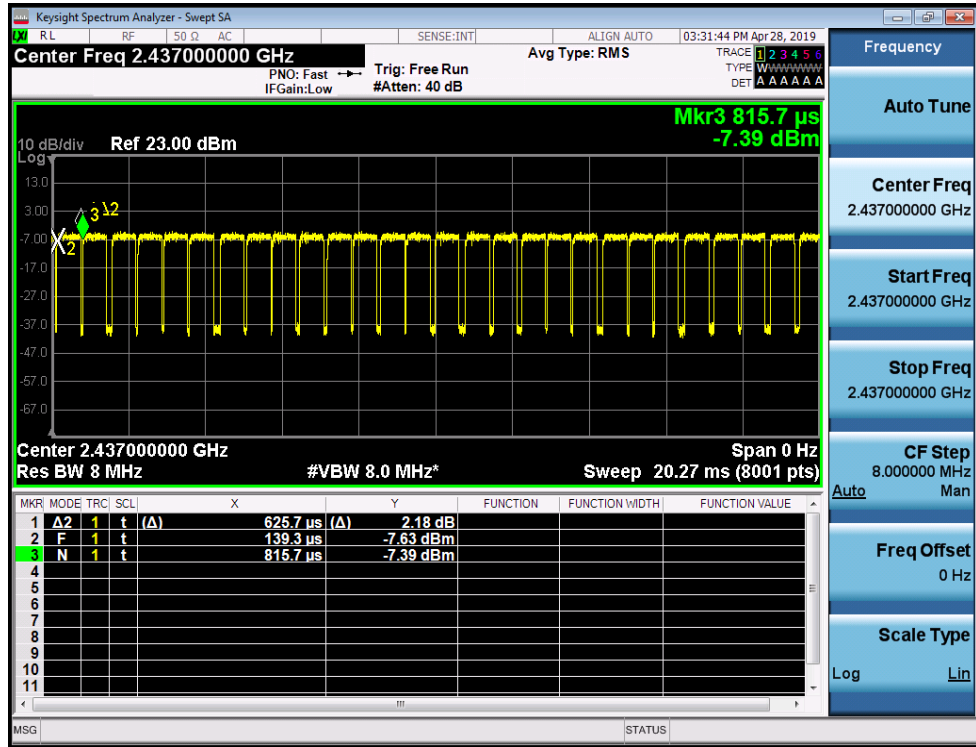 Keysight Spectrum Analyzer - Swept SA
LXI RL RF 50 Ω AC SENSE:INT ALIGN AUTO 03:31:44 PM Apr 28, 2019
Center Freq 2.437000000 GHz
PNO: Fast
IFGain:Low
Trig: Free Run
#Atten: 40 dB
Avg Type: RMS
TRACE 1 2 3 4 5 6
TYPE WWWWWW
DET A A A A A A
Mkr3 815.7 µs
-7.39 dBm
10 dB/div Ref 23.00 dBm
Log
13.0
3.00
-7.00
-17.0
-27.0
-37.0
-47.0
-57.0
-67.0
3 Δ2
2
Center 2.437000000 GHz Span 0 Hz
Res BW 8 MHz #VBW 8.0 MHz* Sweep 20.27 ms (8001 pts)
MKR MODE TRC SCL X Y FUNCTION FUNCTION WIDTH FUNCTION VALUE
1 Δ2 1 t (Δ) 625.7 µs (Δ) 2.18 dB
2 F 1 t 139.3 µs -7.63 dBm
3 N 1 t 815.7 µs -7.39 dBm
4
5
6
7
8
9
10
11
MSG STATUS
Frequency
Auto Tune
Center Freq
2.437000000 GHz
Start Freq
2.437000000 GHz
Stop Freq
2.437000000 GHz
CF Step
8.000000 MHz
Auto Man
Freq Offset
0 Hz
Scale Type
Log Lin